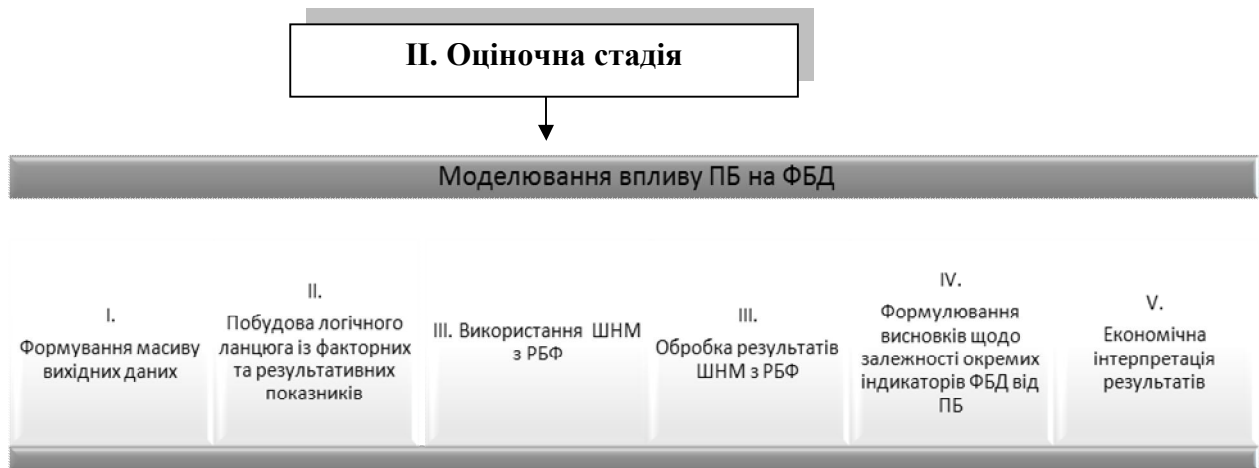 ІІ. Оціночна стадія
Моделювання впливу ПБ на ФБД
I.
Формування масиву
вихідних даних
II.
Побудова логічного
ланцюга із факторних
та результативних
показників
III. Використання ШНМ
з РБФ
III.
Обробка результатів
ШНМ з РБФ
IV.
Формулювання
висновків щодо
залежності окремих
індикаторів ФБД від
ПБ
V.
Економічна
інтерпретація
результатів